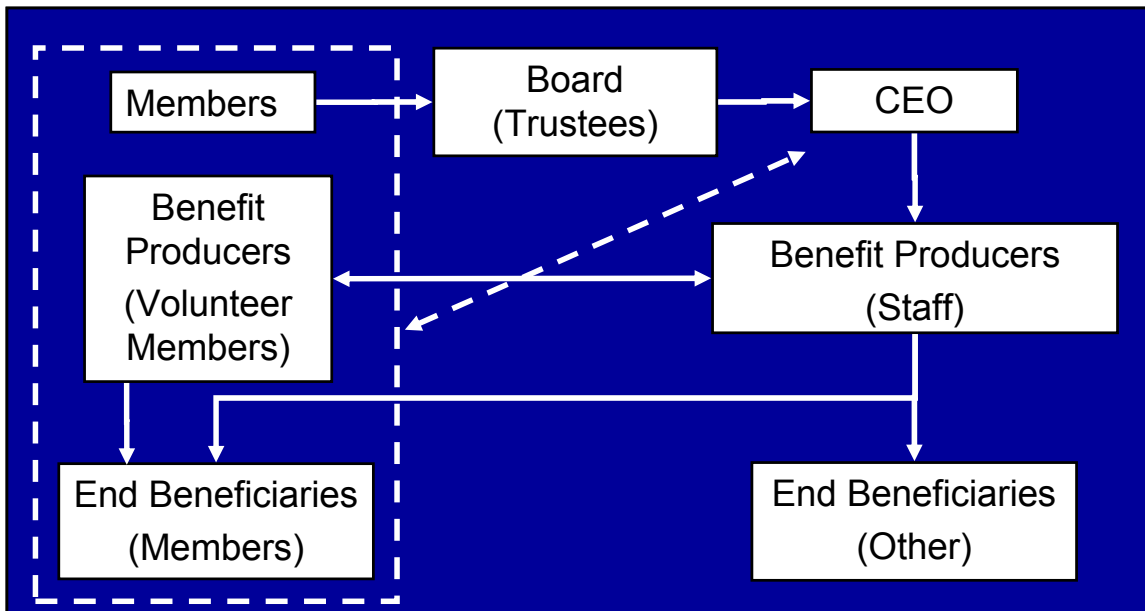 Members
Board
(Trustees)
CEO
Benefit
Producers
(Volunteer
Members)
Benefit Producers
(Staff)
End Beneficiaries
(Members)
End Beneficiaries
(Other)